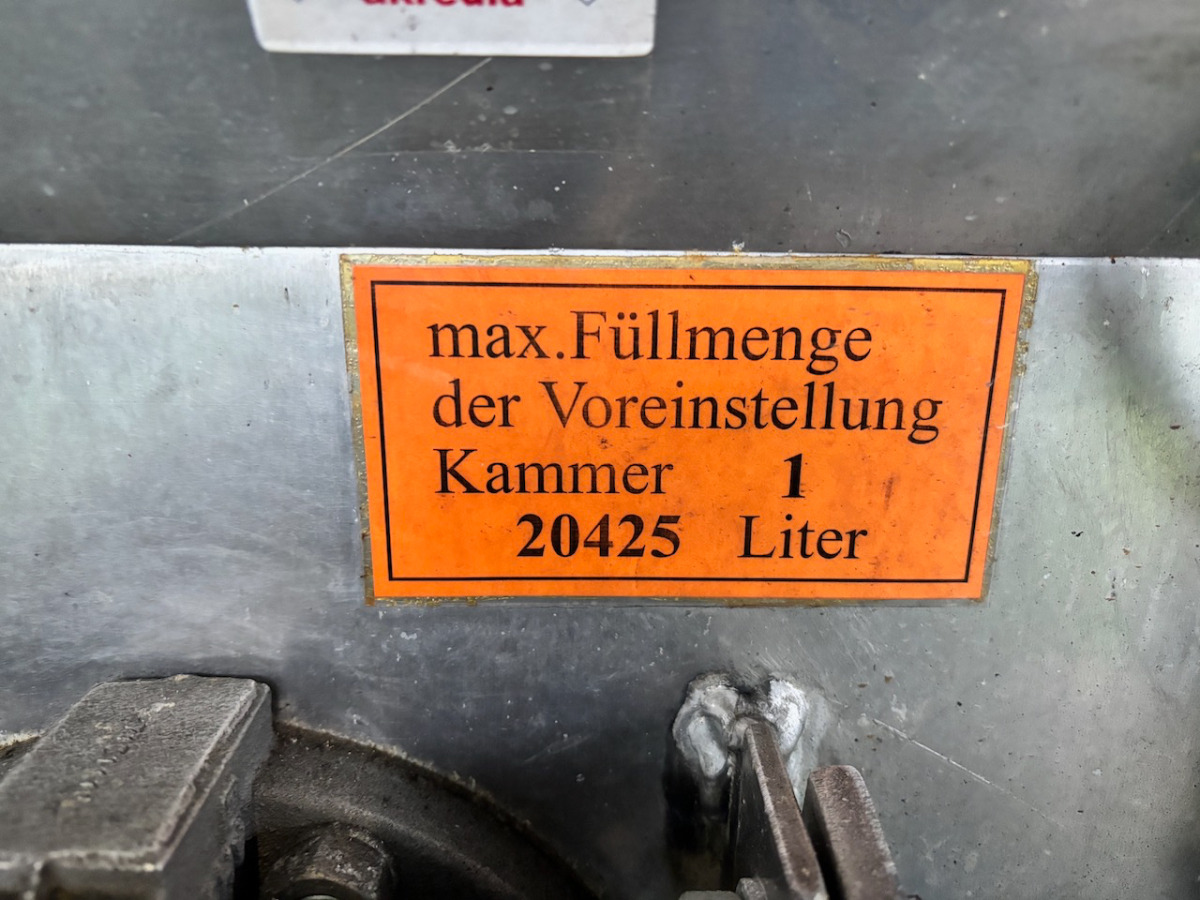 max.Füllmenge
der Voreinstellung
Kammer 1
20425 Liter